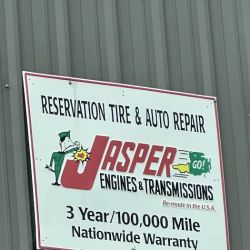 RESERVATION TIRE & AUTO REPAIR
JASPER
GO!
ENGINES & TRANSMISSIONS
Re-made in the U.S.A.
3 Year/100,000 Mile
Nationwide Warranty